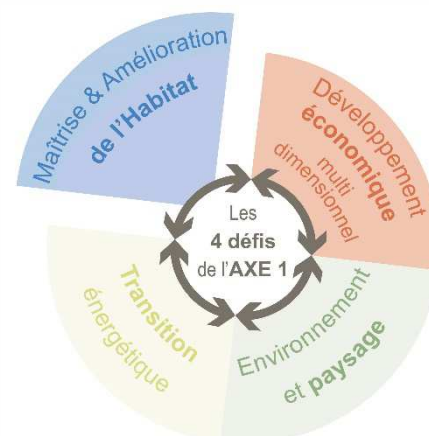 Maîtrise & Amélioration
de l'Habitat
Développement
économique
multi
dimensionnel
Les
4 défis
de l'AXE 1
Transition
énergétique
Environnement
et paysage